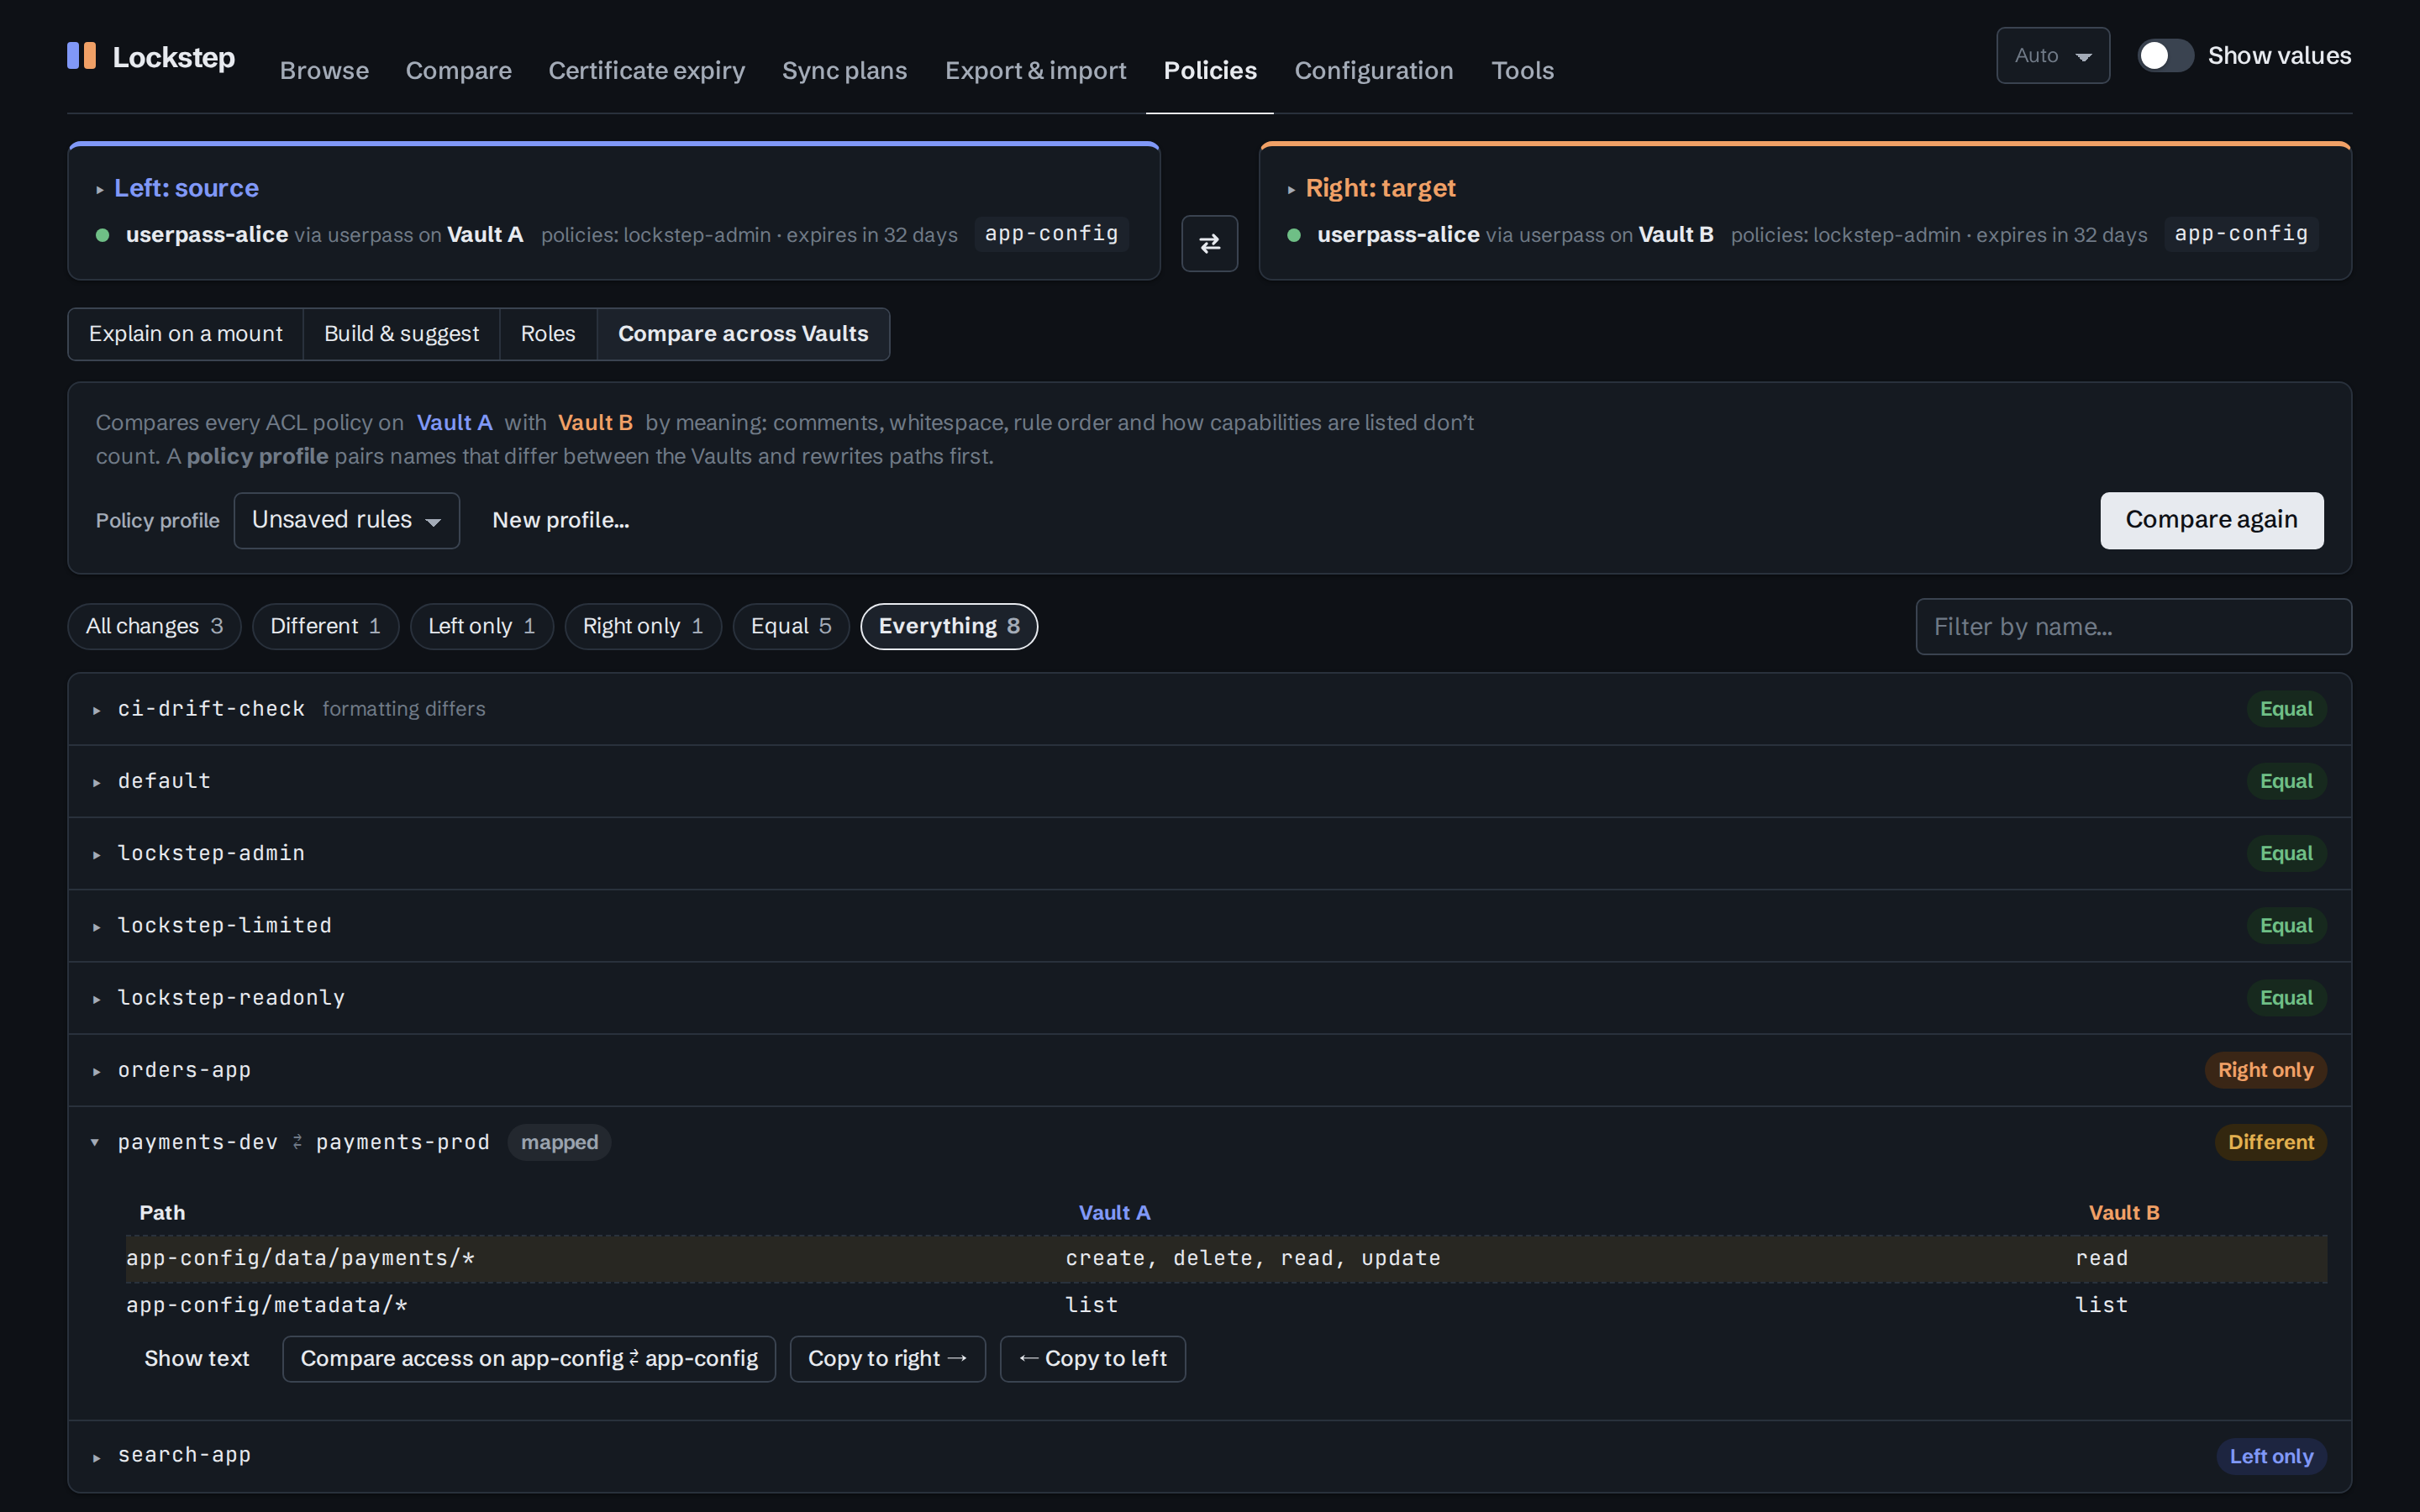 Lockstep Browse Compare Certificate expiry Sync plans Export & import Policies Configuration Tools Auto Show values
Left: source
userpass-alice via userpass on Vault A policies: lockstep-admin · expires in 32 days app-config
⇄
Right: target
userpass-alice via userpass on Vault B policies: lockstep-admin · expires in 32 days app-config
Explain on a mount Build & suggest Roles Compare across Vaults
Compares every ACL policy on Vault A with Vault B by meaning: comments, whitespace, rule order and how capabilities are listed don’t
count. A policy profile pairs names that differ between the Vaults and rewrites paths first.
Policy profile Unsaved rules New profile… Compare again
All changes 3 Different 1 Left only 1 Right only 1 Equal 5 Everything 8 Filter by name…
ci-drift-check formatting differs Equal
default Equal
lockstep-admin Equal
lockstep-limited Equal
lockstep-readonly Equal
orders-app Right only
payments-dev ⇄ payments-prod mapped Different
Path Vault A Vault B
app-config/data/payments/* create, delete, read, update read
app-config/metadata/* list list
Show text Compare access on app-config ⇄ app-config Copy to right → ← Copy to left
search-app Left only